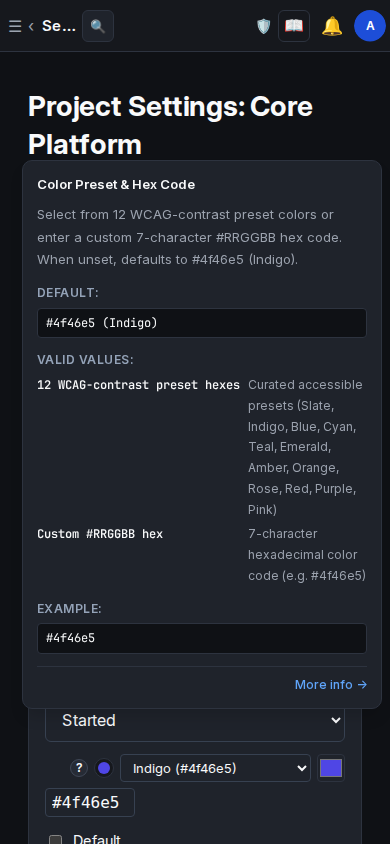 ☰ ‹ Se...
A
Project Settings: Core
Platform
Color Preset & Hex Code
Select from 12 WCAG-contrast preset colors or
enter a custom 7-character #RRGGBB hex code.
When unset, defaults to #4f46e5 (Indigo).
DEFAULT:
#4f46e5 (Indigo)
VALID VALUES:
12 WCAG-contrast preset hexes Curated accessible
presets (Slate,
Indigo, Blue, Cyan,
Teal, Emerald,
Amber, Orange,
Rose, Red, Purple,
Pink)
Custom #RRGGBB hex 7-character
hexadecimal color
code (e.g. #4f46e5)
EXAMPLE:
#4f46e5
More info →
Started
? Indigo (#4f46e5)
#4f46e5
Default